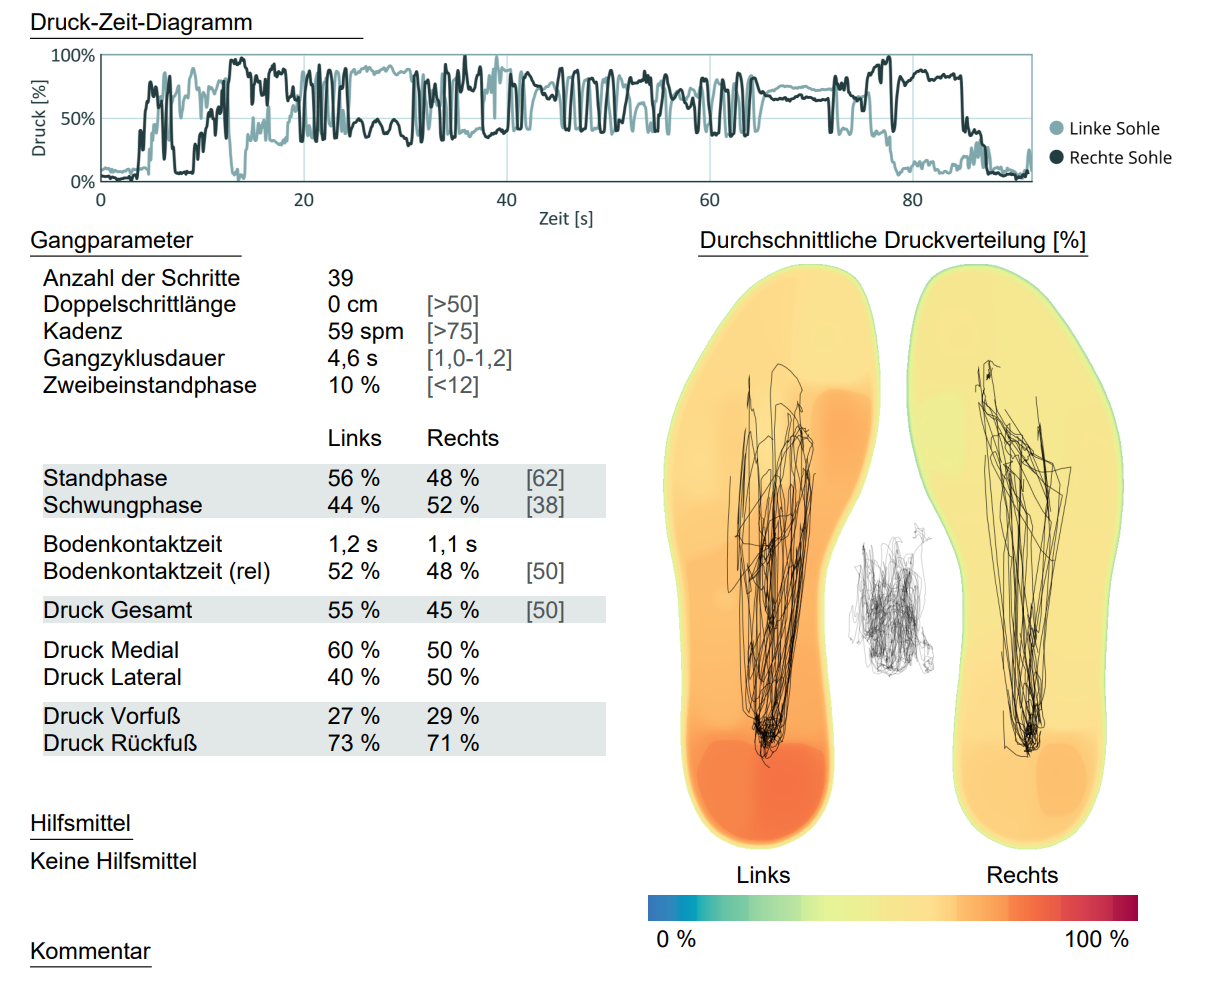 Druck-Zeit-Diagramm
100%
50%
0%
Druck [%]
0 20 40 60 80
Zeit [s]
Linke Sohle
Rechte Sohle
Gangparameter
Anzahl der Schritte 39
Doppelschrittlänge 0 cm [>50]
Kadenz 59 spm [>75]
Gangzyklusdauer 4,6 s [1,0-1,2]
Zweibeinstandphase 10 % [<12]
Links Rechts
Standphase 56 % 48 % [62]
Schwungphase 44 % 52 % [38]
Bodenkontaktzeit 1,2 s 1,1 s
Bodenkontaktzeit (rel) 52 % 48 % [50]
Druck Gesamt 55 % 45 % [50]
Druck Medial 60 % 50 %
Druck Lateral 40 % 50 %
Druck Vorfuß 27 % 29 %
Druck Rückfuß 73 % 71 %
Hilfsmittel
Keine Hilfsmittel
Kommentar
Durchschnittliche Druckverteilung [%]
Links Rechts
0 % 100 %